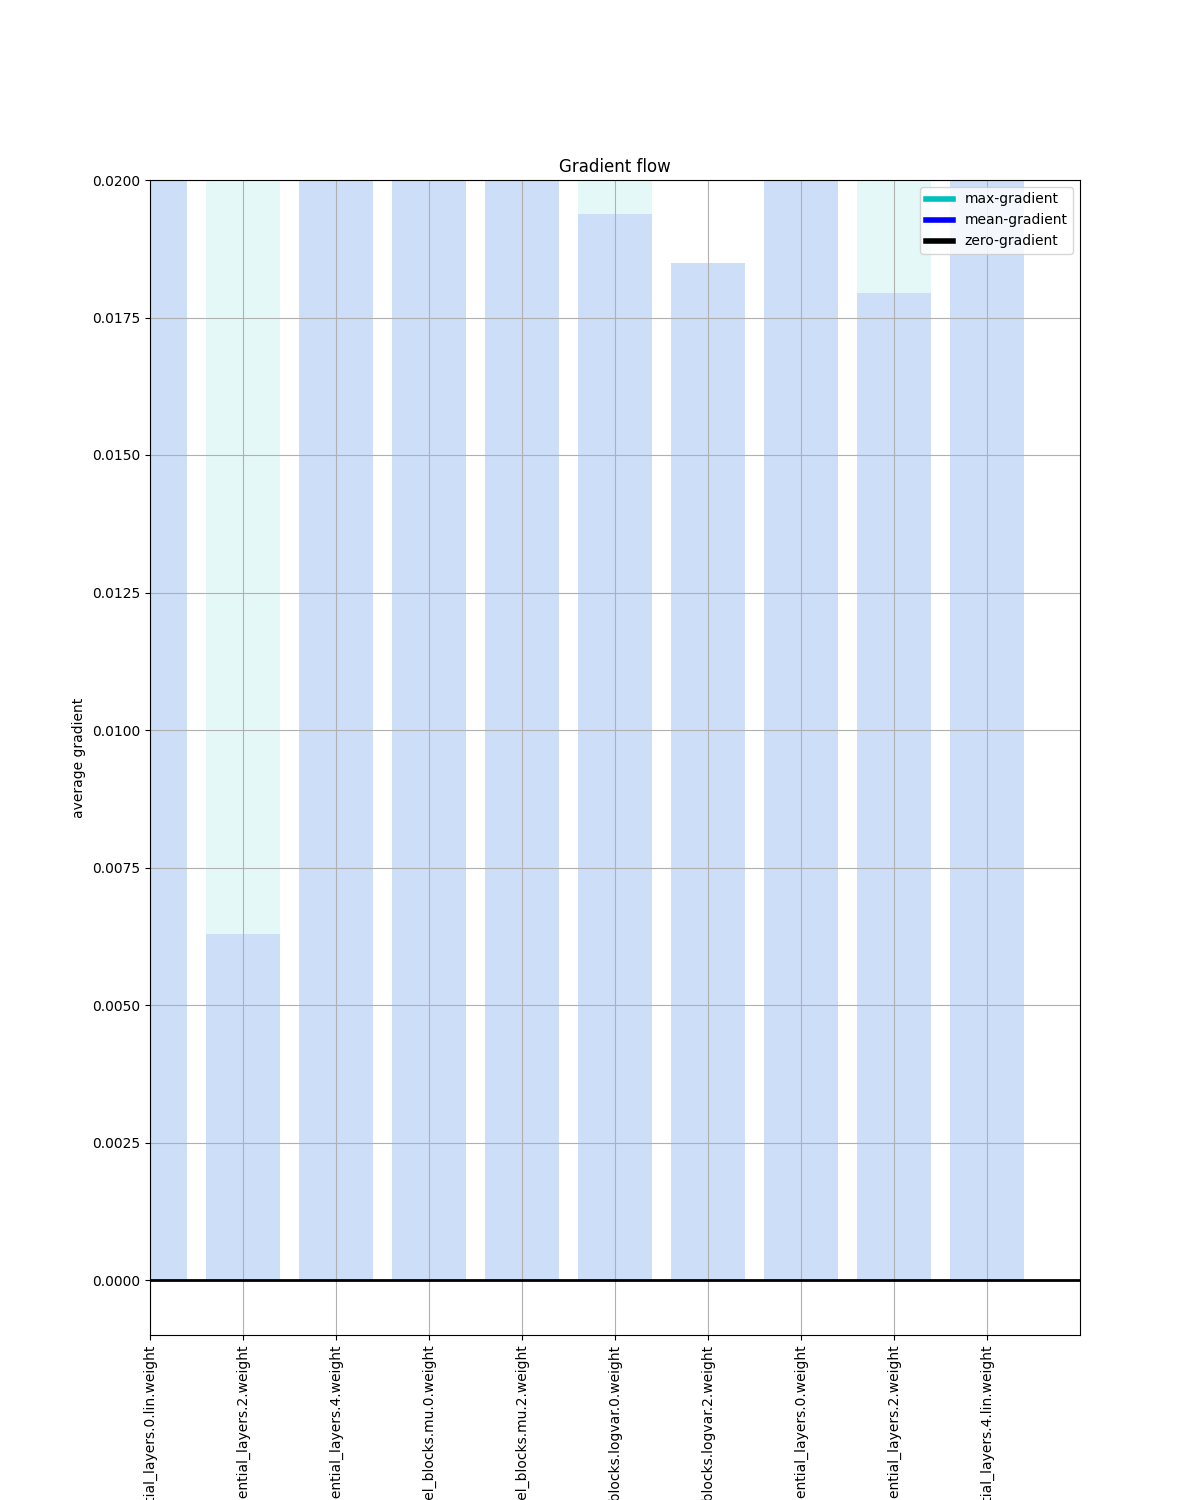 Gradient flow
max-gradient
mean-gradient
zero-gradient
0.0200
0.0175
0.0150
0.0125
0.0100
0.0075
0.0050
0.0025
0.0000
average gradient
tial_layers.0.lin.weight
ential_layers.2.weight
ential_layers.4.weight
el_blocks.mu.0.weight
el_blocks.mu.2.weight
blocks.logvar.0.weight
blocks.logvar.2.weight
ential_layers.0.weight
ential_layers.2.weight
tial_layers.4.lin.weight